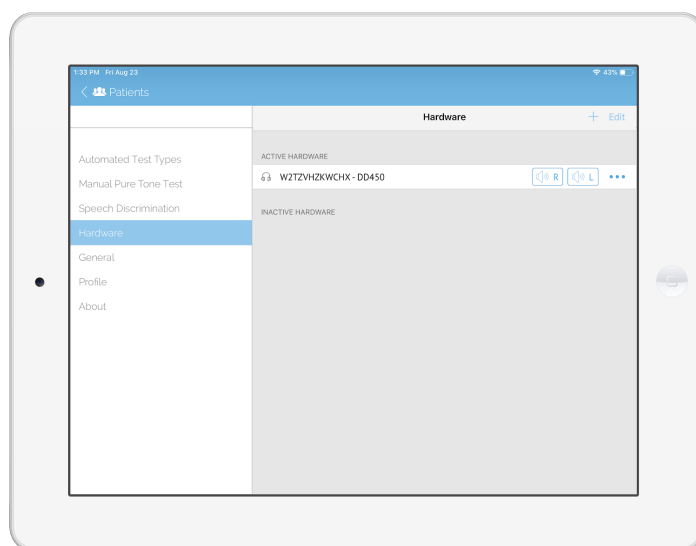 1:33 PM Fri Aug 23
43%
Patients
Hardware
Edit
Automated Test Types
Manual Pure Tone Test
Speech Discrimination
Hardware
General
Profile
About
ACTIVE HARDWARE
W2TZVHZKWCHX - DD450
R
L
INACTIVE HARDWARE